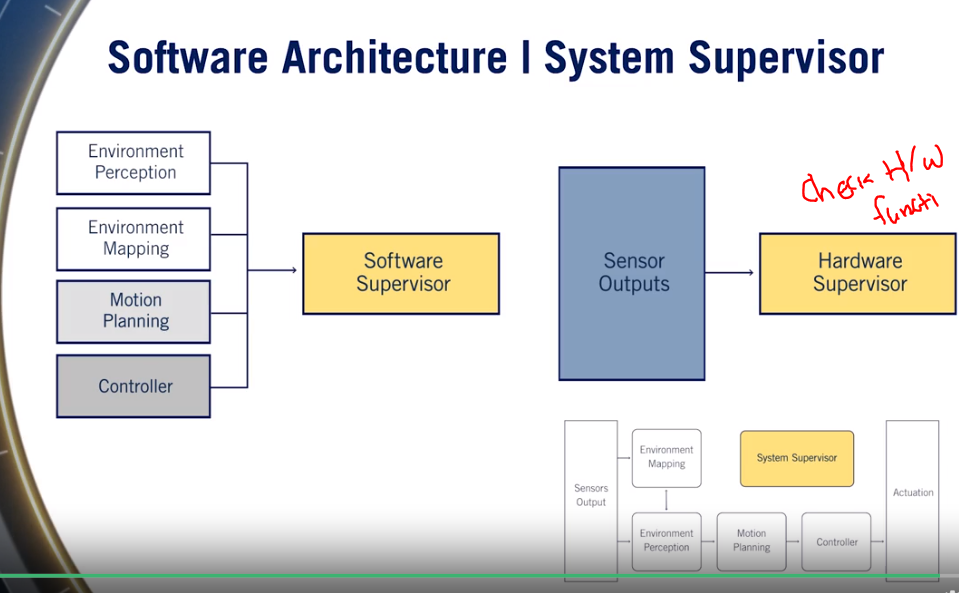 Software Architecture | System Supervisor
Environment
Perception
Environment
Mapping
Motion
Planning
Controller
Software
Supervisor
Sensor
Outputs
Check H/W
functi
Hardware
Supervisor
Sensors
Output
Environment
Mapping
System Supervisor
Environment
Perception
Motion
Planning
Controller
Actuation